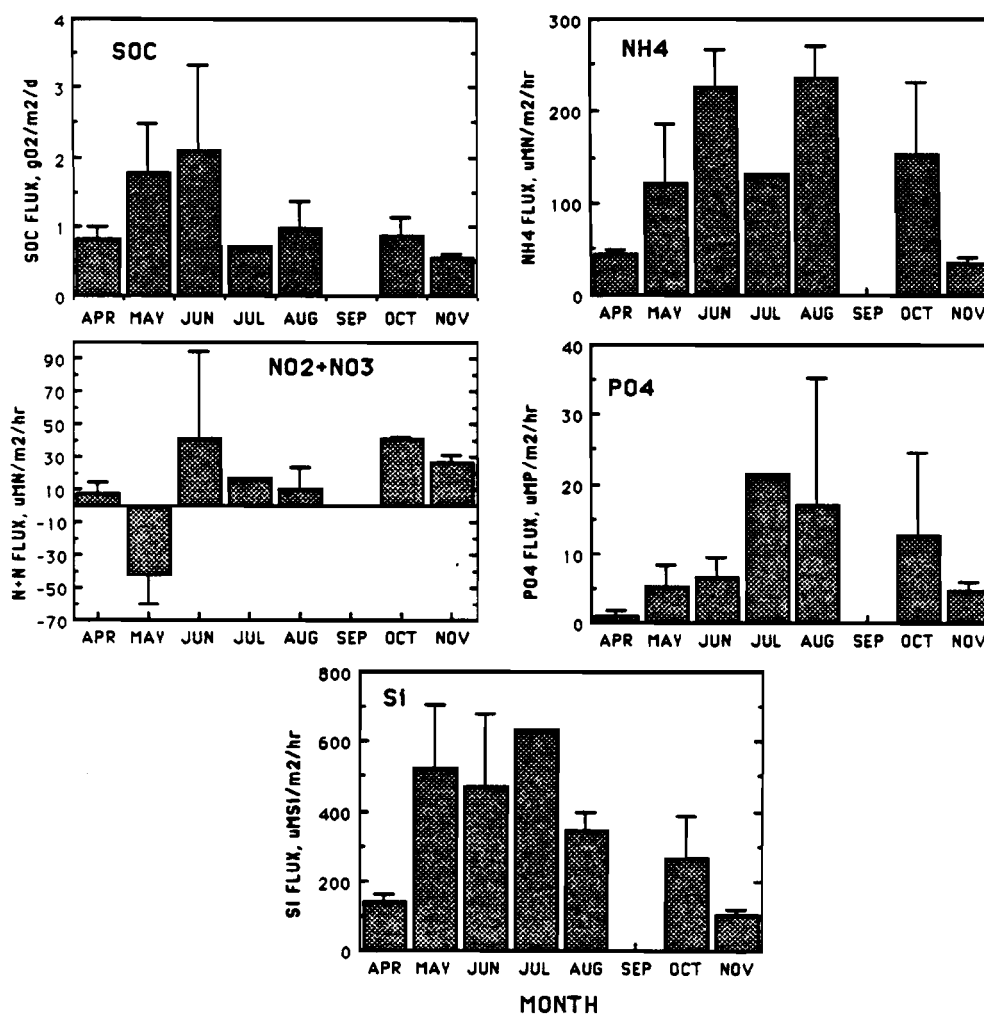 SOC
SOC FLUX, gO2/m2/d
4
3
2
1
0
APR MAY JUN JUL AUG SEP OCT NOV
NH4
NH4 FLUX, uMN/m2/hr
300
200
100
0
APR MAY JUN JUL AUG SEP OCT NOV
NO2+NO3
N+N FLUX, uMN/m2/hr
90
70
50
30
10
-10
-30
-50
-70
APR MAY JUN JUL AUG SEP OCT NOV
PO4
PO4 FLUX, uMP/m2/hr
40
30
20
10
0
APR MAY JUN JUL AUG SEP OCT NOV
Si
SI FLUX, uMSi/m2/hr
800
600
400
200
0
APR MAY JUN JUL AUG SEP OCT NOV
MONTH